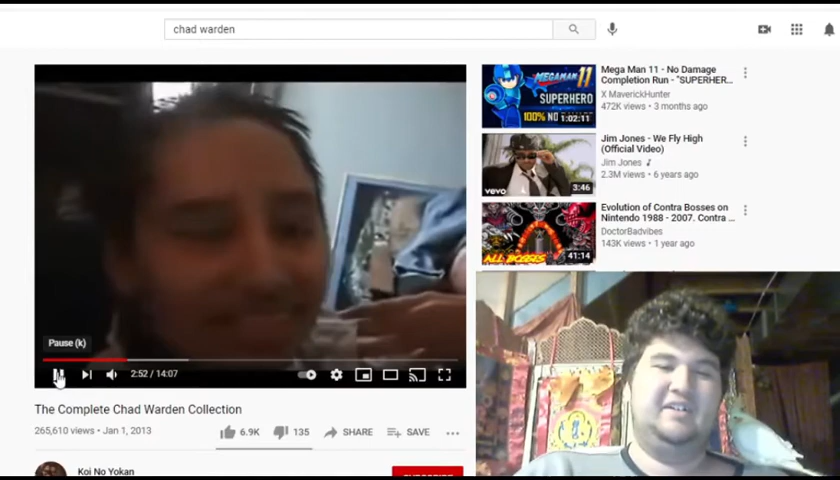 chad warden
Pause (k)
2:52 / 14:07
The Complete Chad Warden Collection
265,610 views • Jan 1, 2013
6.9K
135
SHARE
SAVE
Koi No Yokan
SUBSCRIBE
MEGAMAN 11
SUPERHERO
100% NO
1:02:11
Mega Man 11 - No Damage
Completion Run - "SUPERHER...
X MaverickHunter
472K views • 3 months ago
vevo
3:46
Jim Jones - We Fly High
(Official Video)
Jim Jones
2.3M views • 6 years ago
ALL BOSSES
41:14
Evolution of Contra Bosses on
Nintendo 1988 - 2007. Contra ...
DoctorBadvibes
143K views • 1 year ago